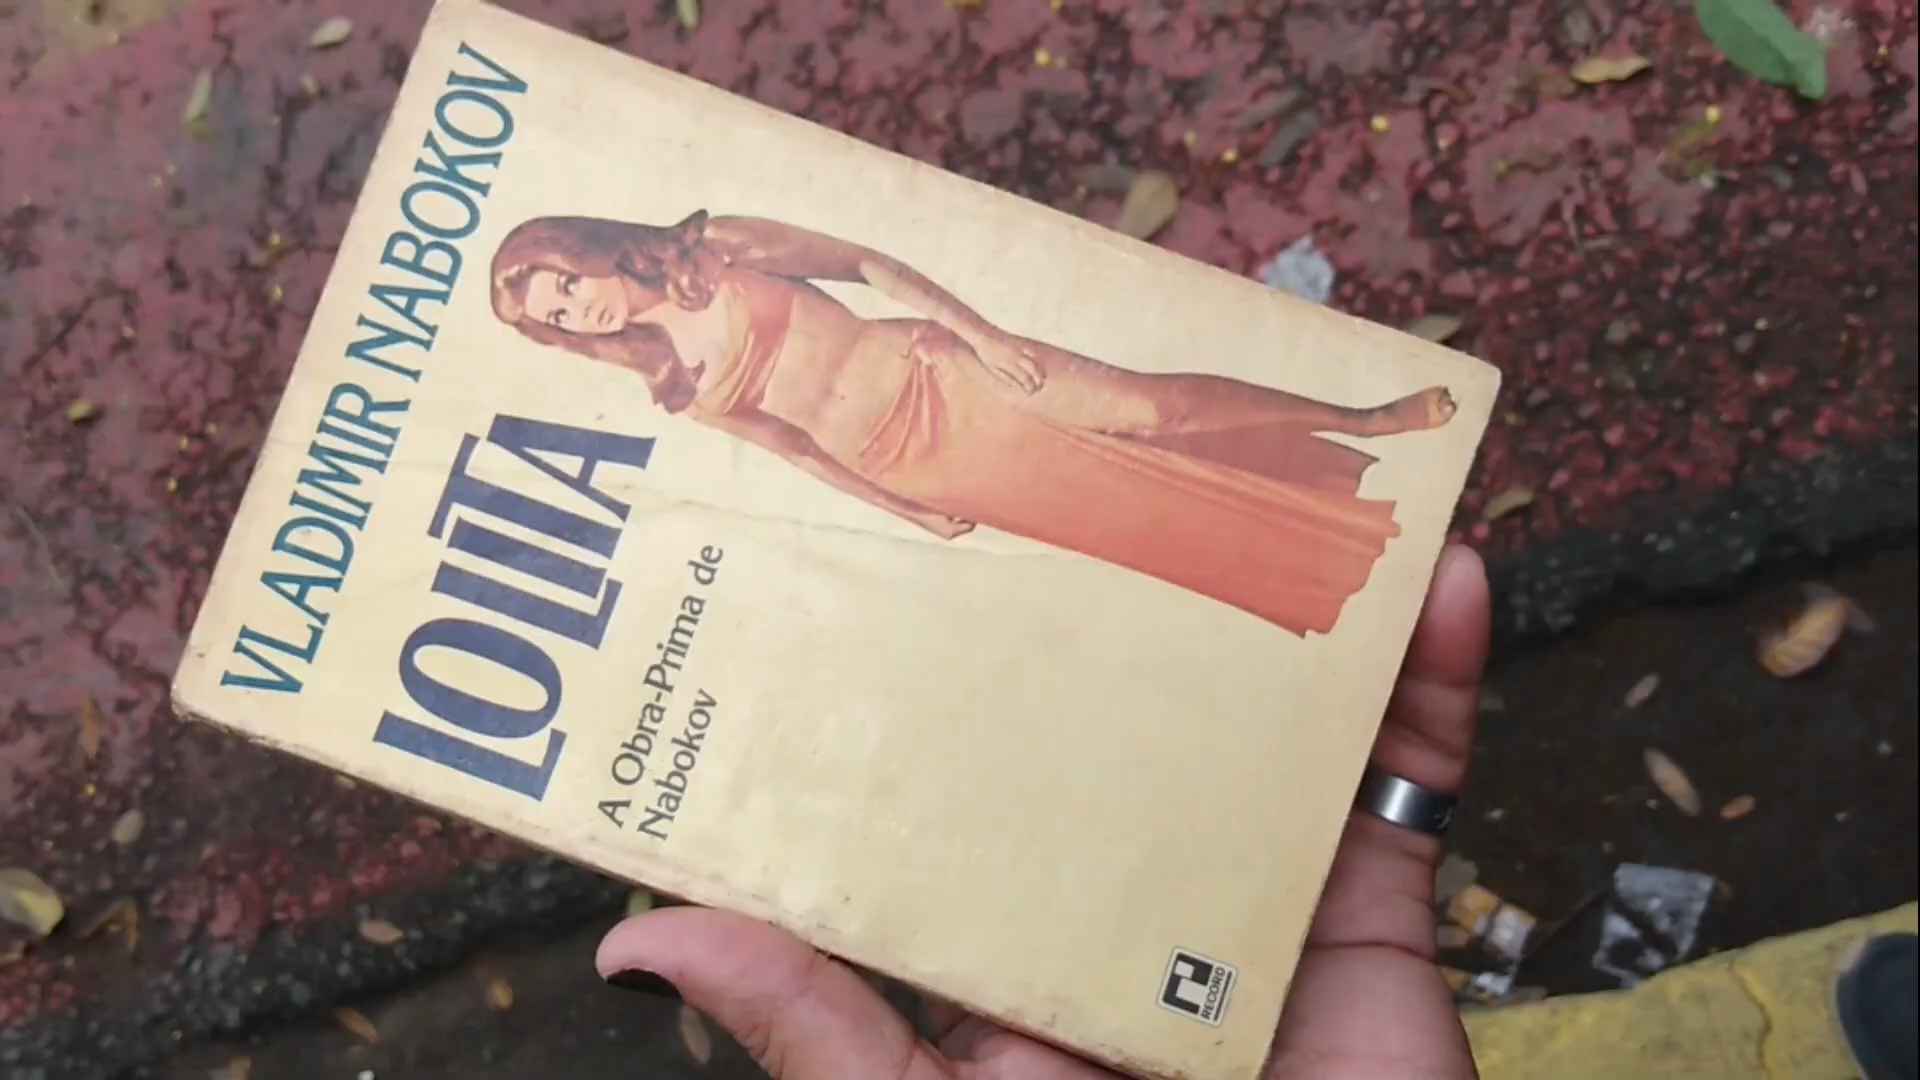 VLADIMIR NABOKOV
LOLITA
A Obra-Prima de
Nabokov
RECORD